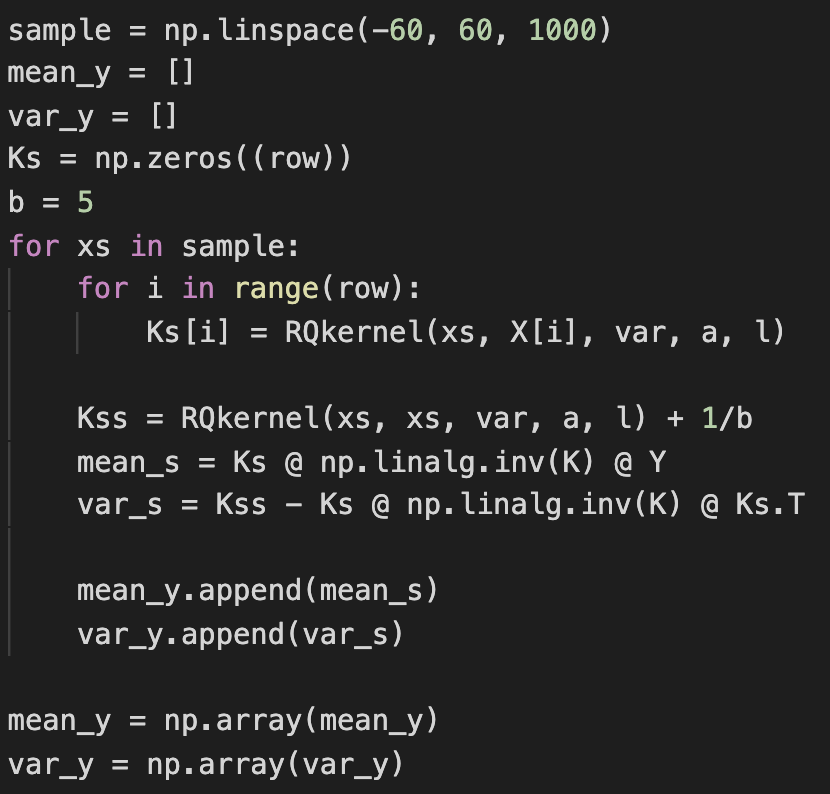 sample = np.linspace(-60, 60, 1000)
mean_y = []
var_y = []
Ks = np.zeros((row))
b = 5
for xs in sample:
    for i in range(row):
        Ks[i] = RQkernel(xs, X[i], var, a, l)

    Kss = RQkernel(xs, xs, var, a, l) + 1/b
    mean_s = Ks @ np.linalg.inv(K) @ Y
    var_s = Kss - Ks @ np.linalg.inv(K) @ Ks.T

    mean_y.append(mean_s)
    var_y.append(var_s)

mean_y = np.array(mean_y)
var_y = np.array(var_y)